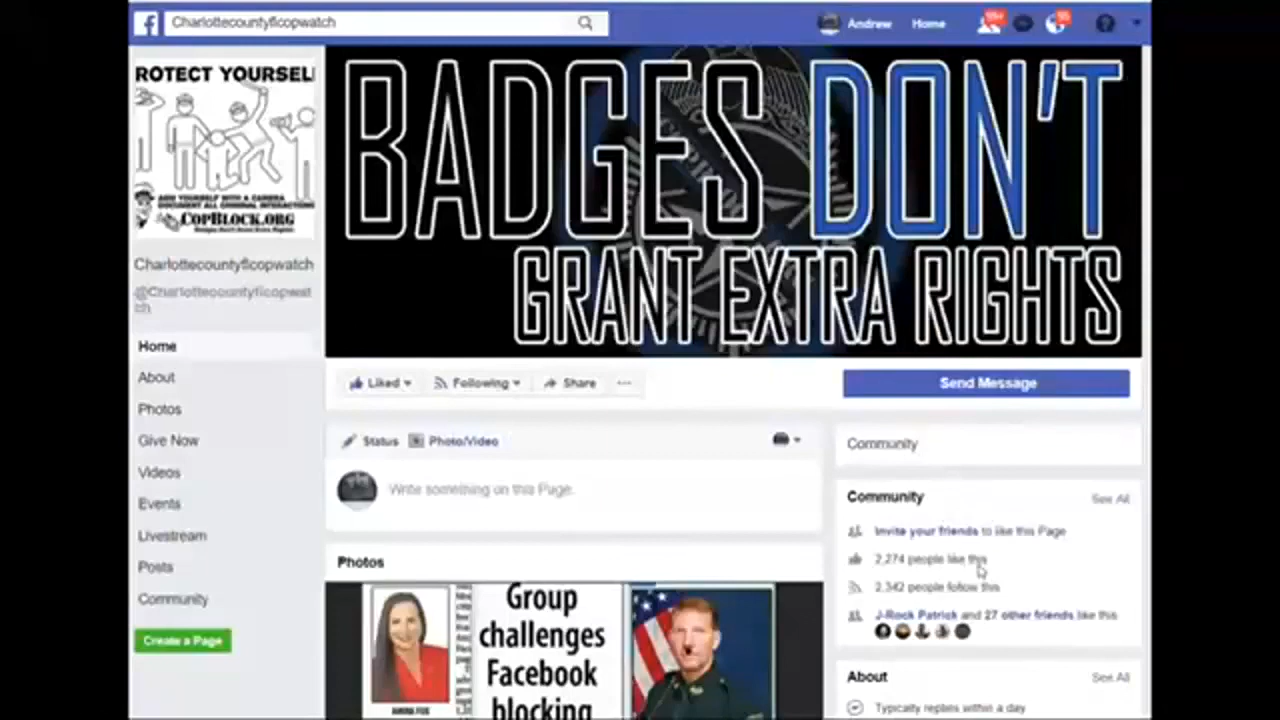 Charlottecountyflcopwatch
Andrew
Home
99+
ROTECT YOURSEL
COPBLOCK.ORG
BADGES DON'T
GRANT EXTRA RIGHTS
Charlottecountyflcopwatch
@Charlottecountyflcopwat
ch
Home
About
Photos
Give Now
Videos
Events
Livestream
Posts
Community
Create a Page
Liked
Following
Share
Send Message
Status
Photo/Video
Write something on this Page.
Photos
Group
challenges
Facebook
blocking
Community
Community
See All
Invite your friends to like this Page
2,274 people like this
2,342 people follow this
J-Rock Patrick and 27 other friends like this
About
See All
Typically replies within a day